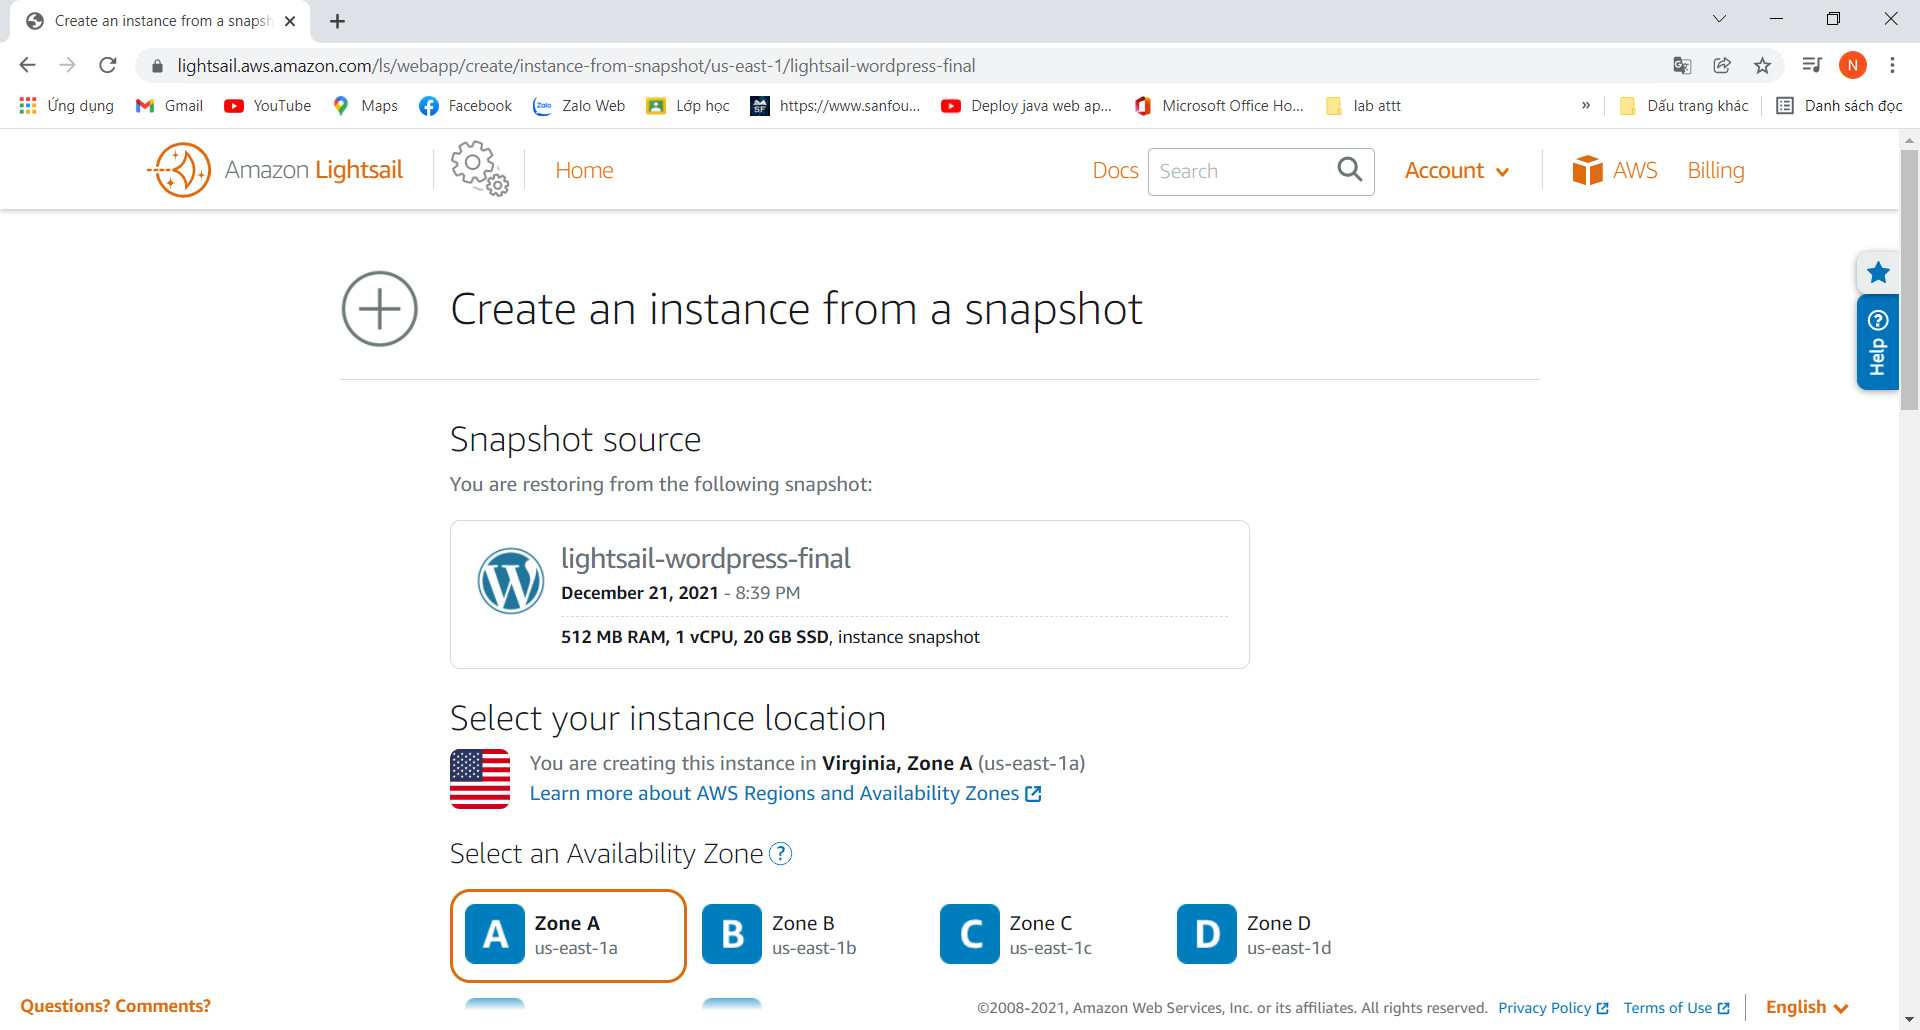 Create an instance from a snapsh
lightsail.aws.amazon.com/ls/webapp/create/instance-from-snapshot/us-east-1/lightsail-wordpress-final
N
Ứng dụng Gmail YouTube Maps Facebook Zalo Zalo Web Lớp học SF https://www.sanfou... Deploy java web ap... Microsoft Office Ho... lab attt » Dấu trang khác Danh sách đọc
Amazon Lightsail Home Docs Search Account AWS Billing
Create an instance from a snapshot
Help
Snapshot source
You are restoring from the following snapshot:
lightsail-wordpress-final
December 21, 2021 - 8:39 PM
512 MB RAM, 1 vCPU, 20 GB SSD, instance snapshot
Select your instance location
You are creating this instance in Virginia, Zone A (us-east-1a)
Learn more about AWS Regions and Availability Zones
Select an Availability Zone ?
A Zone A B Zone B C Zone C D Zone D
us-east-1a us-east-1b us-east-1c us-east-1d
Questions? Comments? ©2008-2021, Amazon Web Services, Inc. or its affiliates. All rights reserved. Privacy Policy Terms of Use English